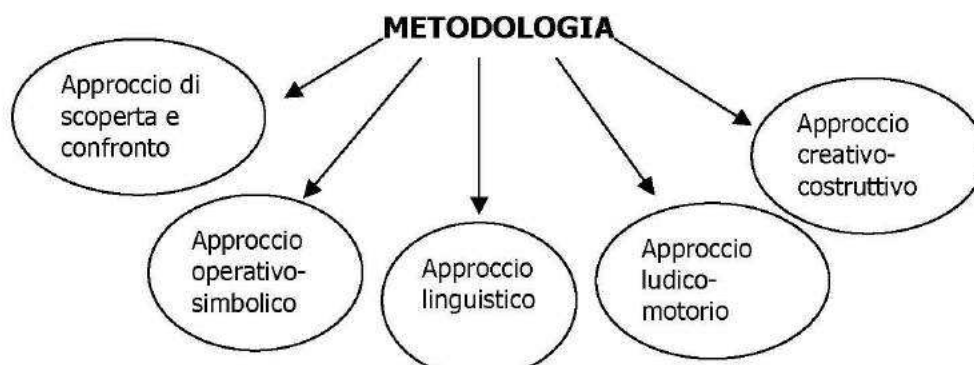 METODOLOGIA
Approccio di
scoperta e
confronto
Approccio
operativo-
simbolico
Approccio
linguistico
Approccio
ludico-
motorio
Approccio
creativo-
costruttivo